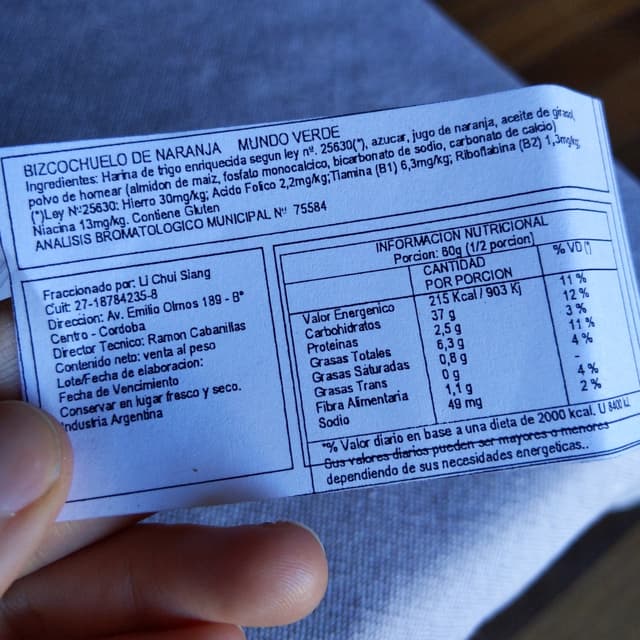 BIZCOCHUELO DE NARANJA MUNDO VERDE
Ingredientes: Harina de trigo enriquecida segun ley nº. 25630(*), azucar, jugo de naranja, aceite de girasol,
polvo de hornear (almidon de maiz, fosfato monocalcico, bicarbonato de sodio, carbonato de calcio)
(*)Ley Nº:25630: Hierro 30mg/kg; Acido Folico 2,2mg/kg;Tiamina (B1) 6,3mg/kg; Riboflabina (B2) 1,3mg/kg;
Niacina 13mg/kg. Contiene Gluten
ANALISIS BROMATOLOGICO MUNICIPAL Nº 75584
Fraccionado por: LI Chui Siang
Cuit: 27-18784235-8
Direccion: Av. Emilio Olmos 189 - Bº
Centro - Cordoba
Director Tecnico: Ramon Cabanillas
Contenido neto: venta al peso
Lote/Fecha de elaboracion:
Fecha de Vencimiento
Conservar en lugar fresco y seco.
Industria Argentina
INFORMACION NUTRICIONAL
Porcion: 60g (1/2 porcion)
CANTIDAD POR PORCION % VD (*)
Valor Energenico 215 Kcal / 903 Kj 11 %
Carbohidratos 37 g 12 %
Proteinas 2,5 g 3 %
Grasas Totales 6,3 g 11 %
Grasas Saturadas 0,8 g 4 %
Grasas Trans 0 g -
Fibra Alimentaria 1,1 g 4 %
Sodio 49 mg 2 %
*% Valor diario en base a una dieta de 2000 kcal. U 8400 kJ
Sus valores diarios pueden ser mayores o menores
dependiendo de sus necesidades energeticas..